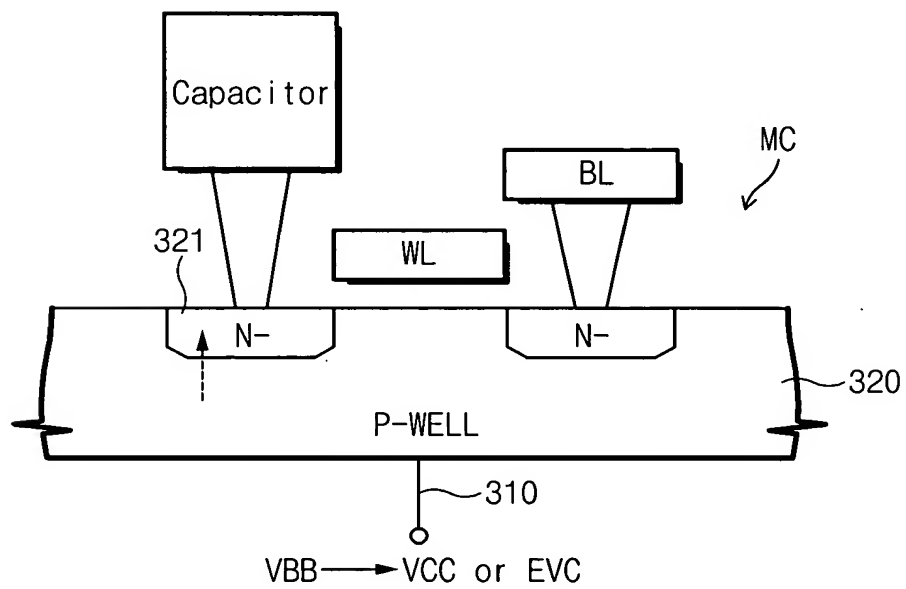 Capacitor
MC
BL
321
WL
N-
N-
320
P-WELL
310
VBB → VCC or EVC